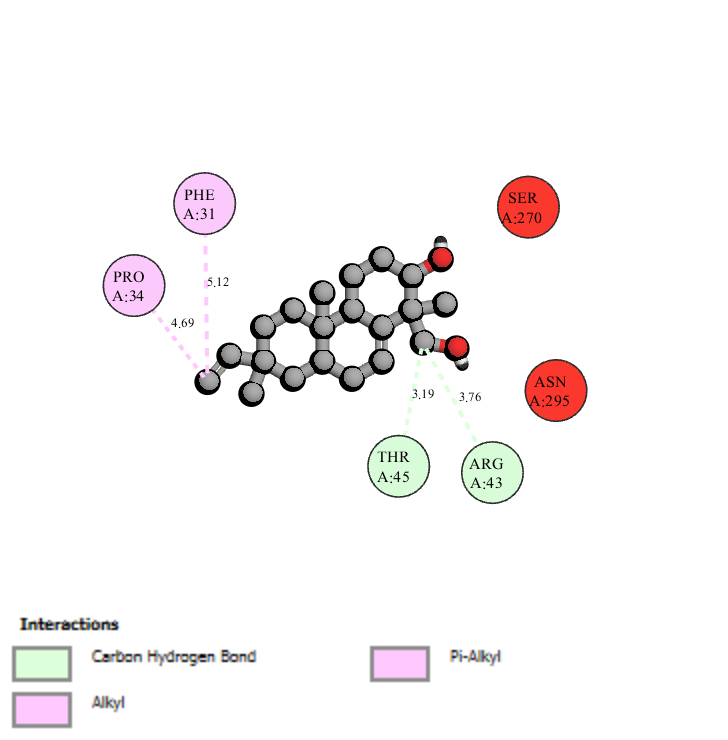 PHE
A:31
SER
A:270
PRO
A:34
5,12
4,69
ASN
A:295
3,19
3,76
THR
A:45
ARG
A:43
Interactions
Carbon Hydrogen Bond
Pi-Alkyl
Alkyl